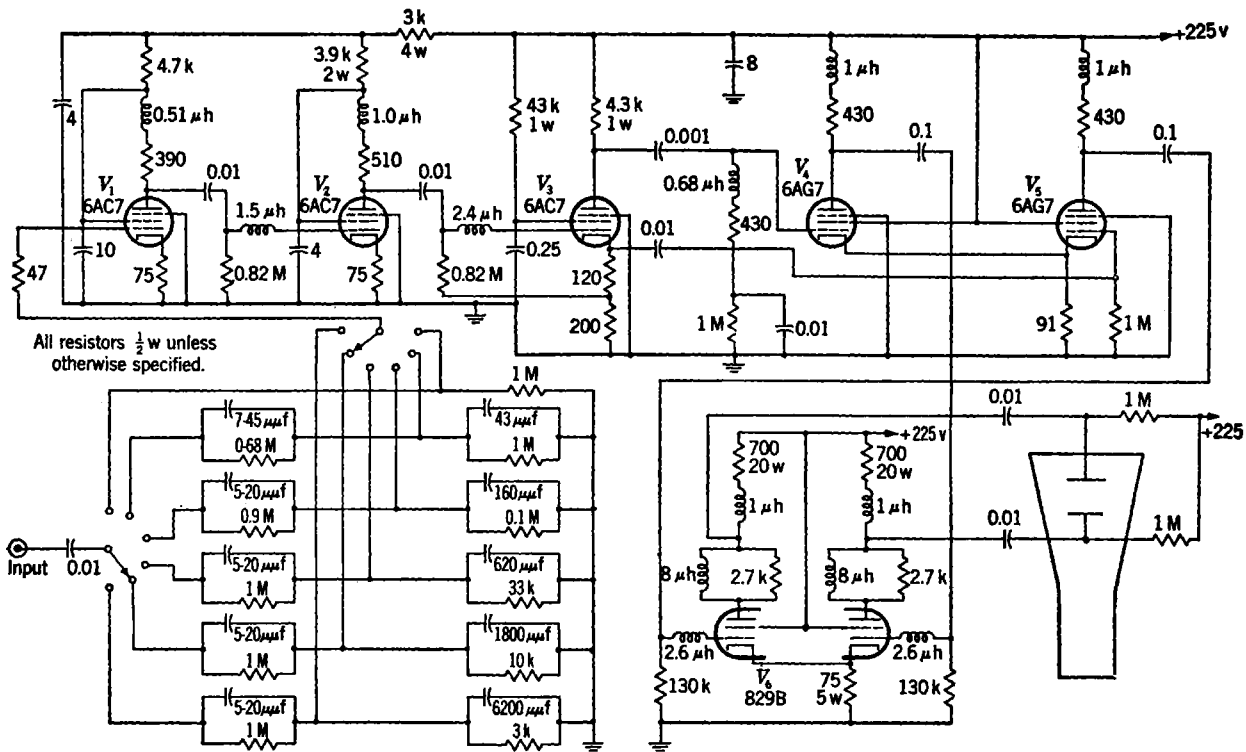 3 k
4 w
+225 v
4.7 k
3.9 k
2 w
4
0.51 μh
1.0 μh
43 k
1 w
4.3 k
1 w
8
1 μh
1 μh
390
510
430
430
0.01
0.01
0.001
0.1
0.1
V₁
6AC7
V₂
6AC7
V₃
6AC7
0.68 μh
V₄
6AG7
V₅
6AG7
1.5 μh
2.4 μh
430
0.01
47
10
75
0.82 M
4
75
0.82 M
0.25
120
200
1 M
0.01
91
1 M
All resistors ½ w unless
otherwise specified.
1 M
7-45 μμf
0-68 M
43 μμf
1 M
5-20 μμf
0.9 M
160 μμf
0.1 M
Input
0.01
5-20 μμf
1 M
620 μμf
33 k
5-20 μμf
1 M
1800 μμf
10 k
5-20 μμf
1 M
6200 μμf
3 k
0.01
1 M
+225
+225 v
700
20 w
700
20 w
1 μh
1 μh
0.01
1 M
8 μh
2.7 k
8 μh
2.7 k
2.6 μh
2.6 μh
130 k
V₆
829B
75
5 w
130 k